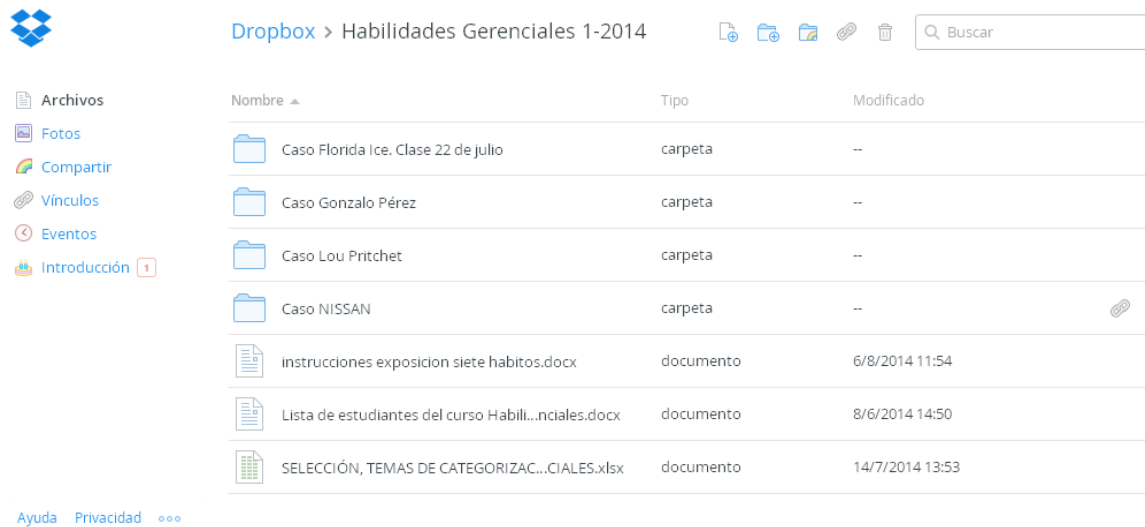 Dropbox > Habilidades Gerenciales 1-2014
Buscar
Archivos
Fotos
Compartir
Vínculos
Eventos
Introducción 1
Nombre Tipo Modificado
Caso Florida Ice. Clase 22 de julio carpeta --
Caso Gonzalo Pérez carpeta --
Caso Lou Pritchet carpeta --
Caso NISSAN carpeta --
instrucciones exposicion siete habitos.docx documento 6/8/2014 11:54
Lista de estudiantes del curso Habili...nciales.docx documento 8/6/2014 14:50
SELECCIÓN, TEMAS DE CATEGORIZAC...CIALES.xlsx documento 14/7/2014 13:53
Ayuda Privacidad